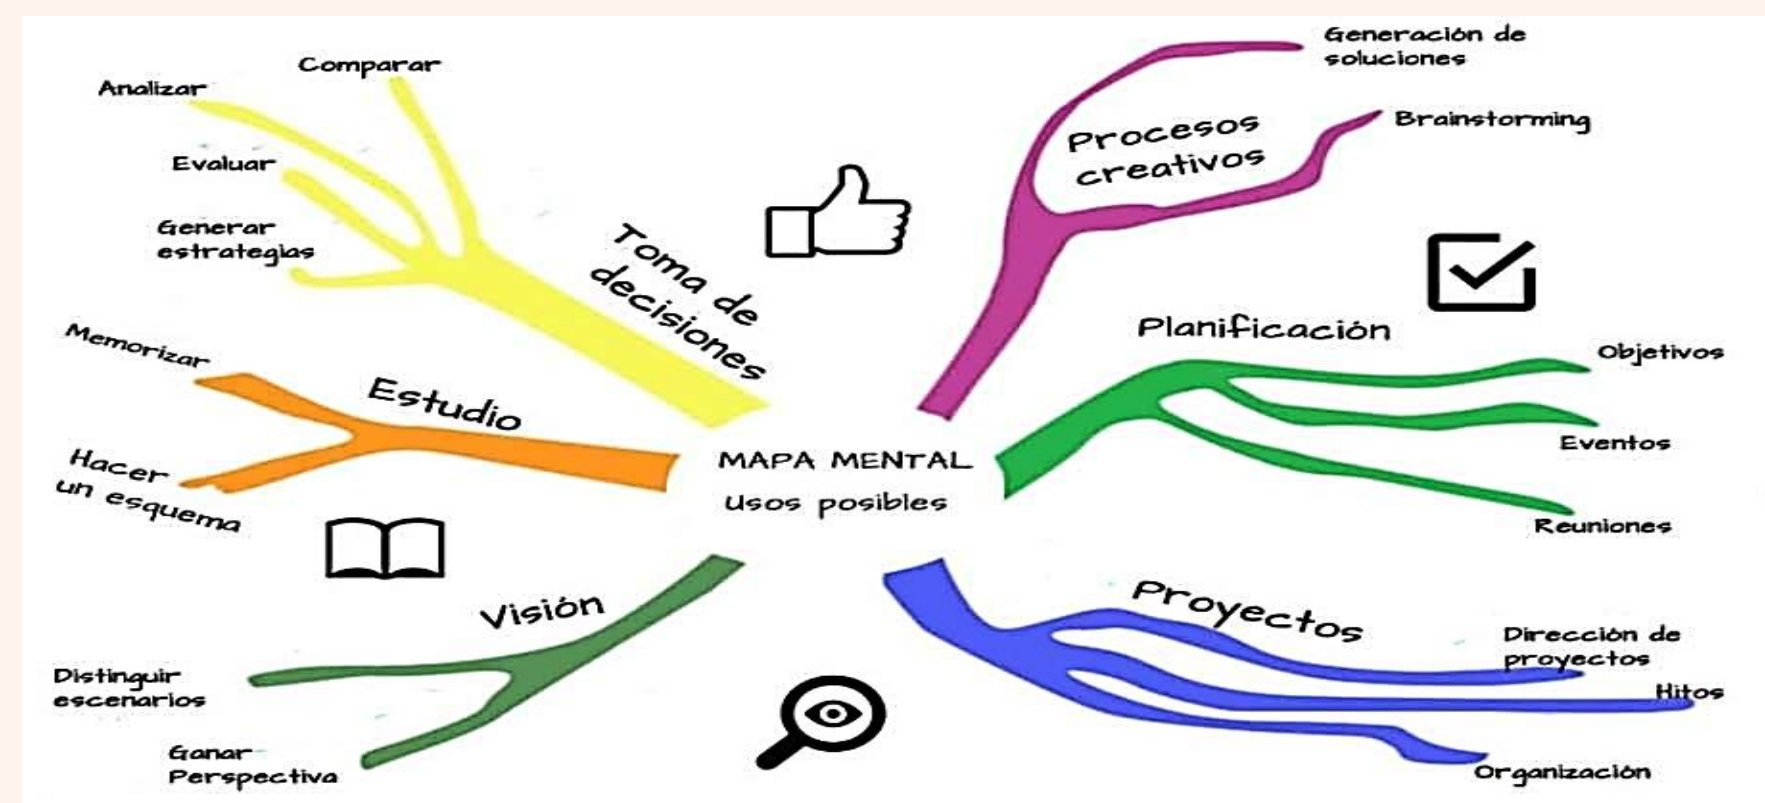 MAPA MENTAL
Usos posibles
Procesos
creativos
Generación de
soluciones
Brainstorming
Planificación
Objetivos
Eventos
Reuniones
Proyectos
Dirección de
proyectos
Hitos
Organización
Visión
Distinguir
escenarios
Ganar
Perspectiva
Estudio
Memorizar
Hacer
un esquema
Toma de
decisiones
Comparar
Analizar
Evaluar
Generar
estrategias